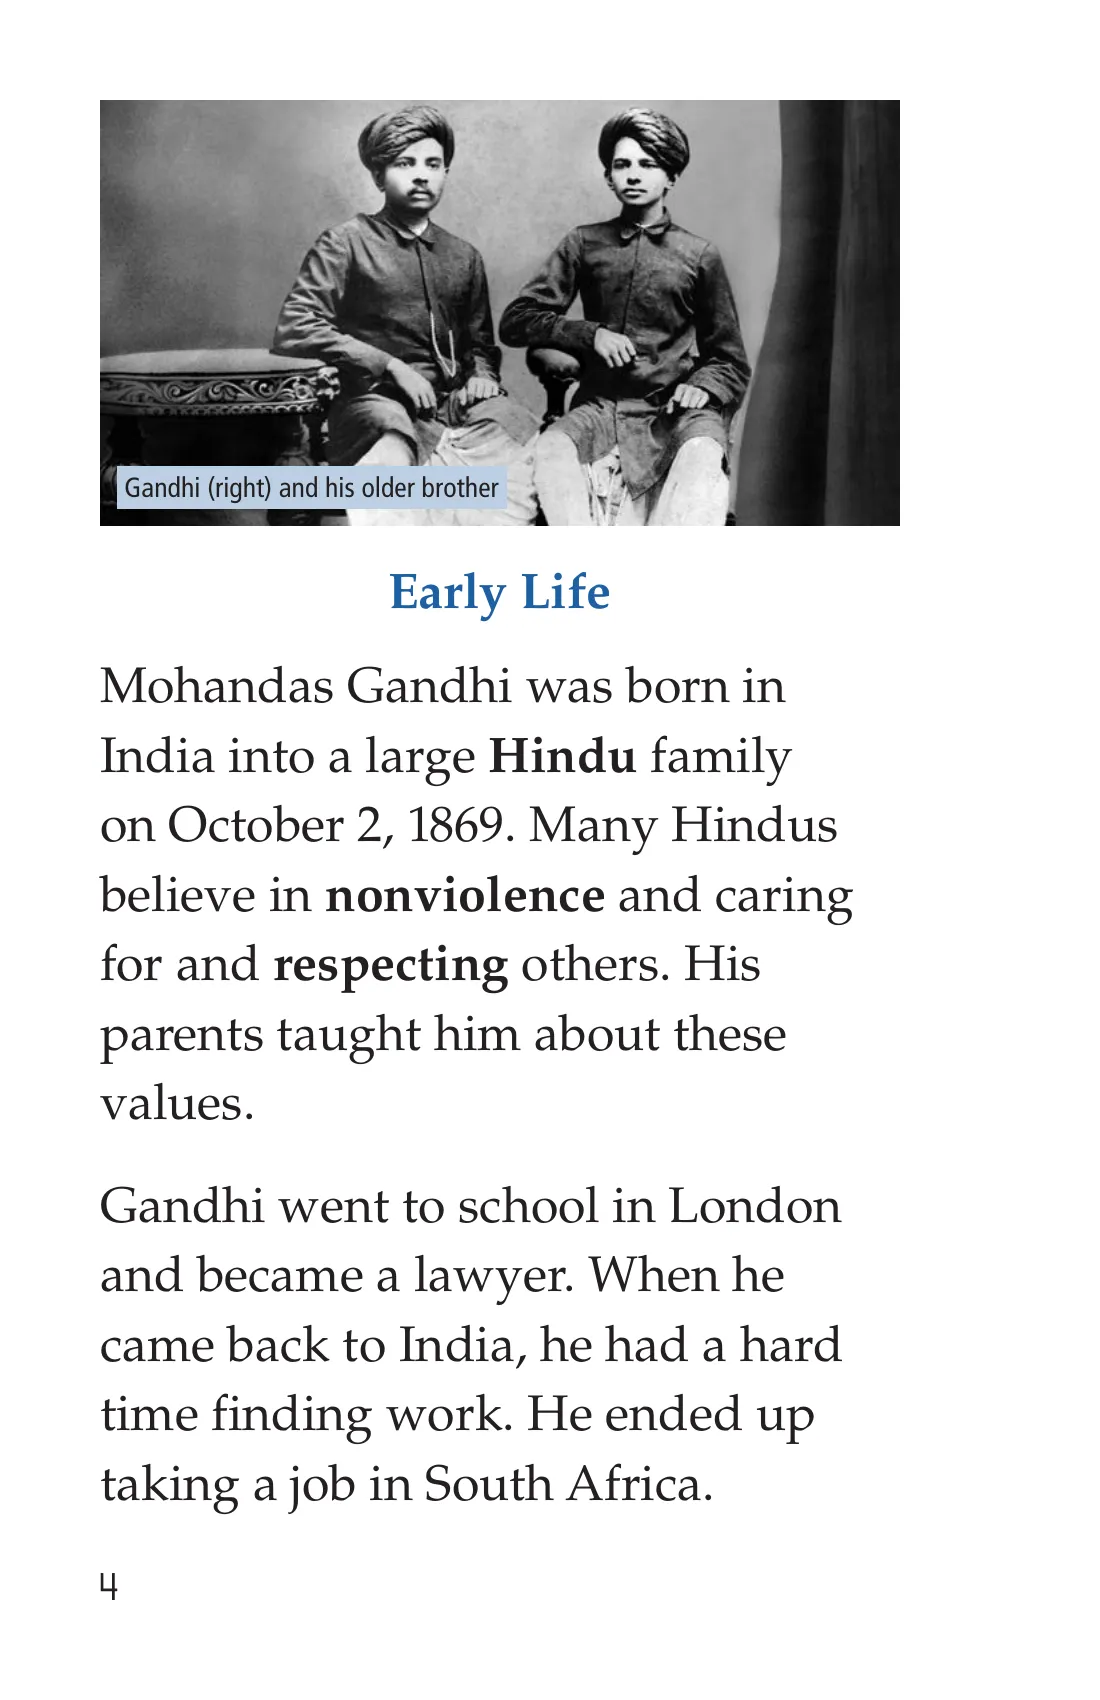 Gandhi (right) and his older brother
Early Life
Mohandas Gandhi was born in
India into a large Hindu family
on October 2, 1869. Many Hindus
believe in nonviolence and caring
for and respecting others. His
parents taught him about these
values.
Gandhi went to school in London
and became a lawyer. When he
came back to India, he had a hard
time finding work. He ended up
taking a job in South Africa.
4